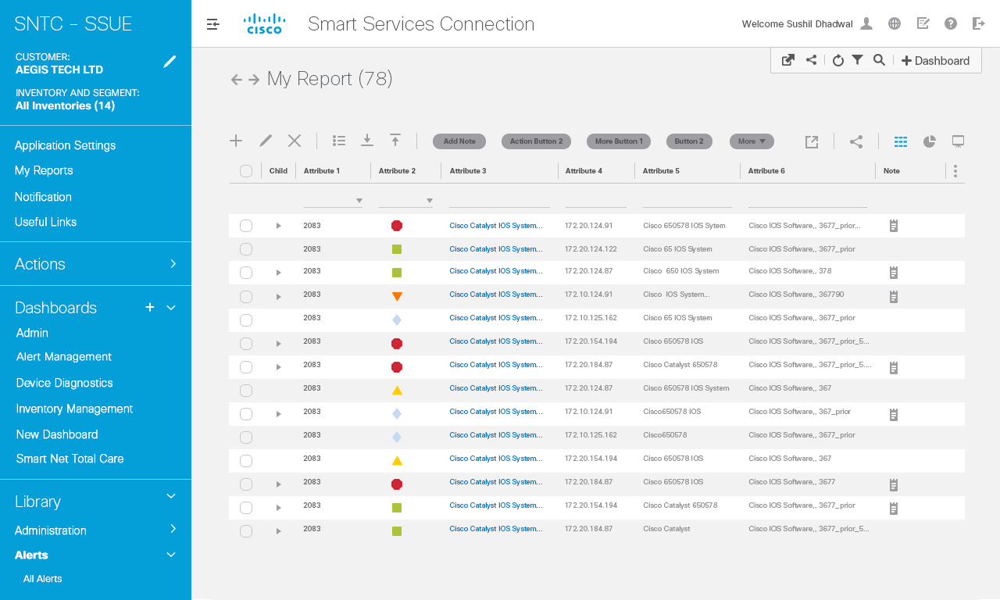 SNTC - SSUE
CUSTOMER:
AEGIS TECH LTD
INVENTORY AND SEGMENT:
All Inventories (14)
Application Settings
My Reports
Notification
Useful Links
Actions
Dashboards
Admin
Alert Management
Device Diagnostics
Inventory Management
New Dashboard
Smart Net Total Care
Library
Administration
Alerts
All Alerts
CISCO
Smart Services Connection
Welcome Sushil Dhadwal
Dashboard
My Report (78)
Add Note Action Button 2 More Button 1 Button 2 More
Child Attribute 1 Attribute 2 Attribute 3 Attribute 4 Attribute 5 Attribute 6 Note
2083 Cisco Catalyst IOS System... 172.20.124.91 Cisco 650578 IOS Sytem Cisco IOS Software,, 3677_prior...
2083 Cisco Catalyst IOS System... 172.20.124.122 Cisco 65 IOS System Cisco IOS Software,, 3677_prior
2083 Cisco Catalyst IOS System... 172.20.124.87 Cisco 650 IOS System Cisco IOS Software,, 378
2083 Cisco Catalyst IOS System... 172.10.124.91 Cisco IOS System... Cisco IOS Software,, 367790
2083 Cisco Catalyst IOS System... 172.10.125.162 Cisco 65 IOS System Cisco IOS Software,, 3677_prior
2083 Cisco Catalyst IOS System... 172.20.154.194 Cisco 650578 IOS Cisco IOS Software,, 3677_prior_5...
2083 Cisco Catalyst IOS System... 172.20.184.87 Cisco Catalyst 650578 Cisco IOS Software,, 3677_prior_5....
2083 Cisco Catalyst IOS System... 172.20.124.87 Cisco 650578 IOS System Cisco IOS Software,, 367
2083 Cisco Catalyst IOS System... 172.10.124.91 Cisco650578 IOS Cisco IOS Software,, 367_prior
2083 Cisco Catalyst IOS System... 172.10.125.162 Cisco650578 Cisco IOS Software,, 3677_prior
2083 Cisco Catalyst IOS System... 172.20.154.194 Cisco 650578 IOS Cisco IOS Software,, 367
2083 Cisco Catalyst IOS System... 172.20.184.87 Cisco 650578 IOS Cisco IOS Software,, 3677
2083 Cisco Catalyst IOS System... 172.20.154.194 Cisco Catalyst 650578 Cisco IOS Software,, 3677_prior
2083 Cisco Catalyst IOS System... 172.20.184.87 Cisco Catalyst Cisco IOS Software,, 3677_prior_5...